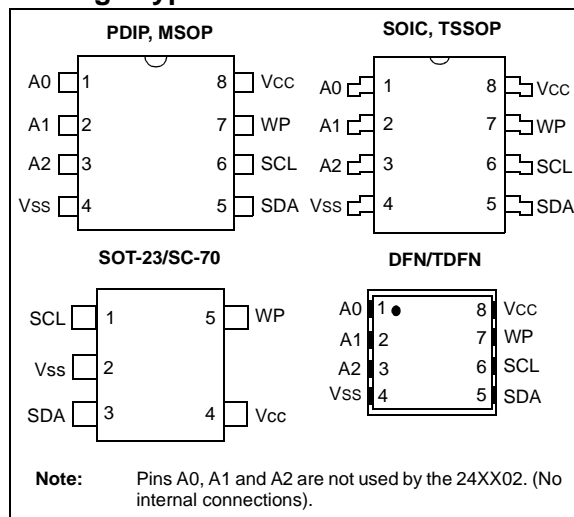 PDIP, MSOP
A0 1 8 VCC
A1 2 7 WP
A2 3 6 SCL
VSS 4 5 SDA
SOIC, TSSOP
A0 1 8 VCC
A1 2 7 WP
A2 3 6 SCL
VSS 4 5 SDA
SOT-23/SC-70
SCL 1 5 WP
Vss 2
SDA 3 4 Vcc
DFN/TDFN
A0 1 8 VCC
A1 2 7 WP
A2 3 6 SCL
VSS 4 5 SDA
Note: Pins A0, A1 and A2 are not used by the 24XX02. (No
internal connections).